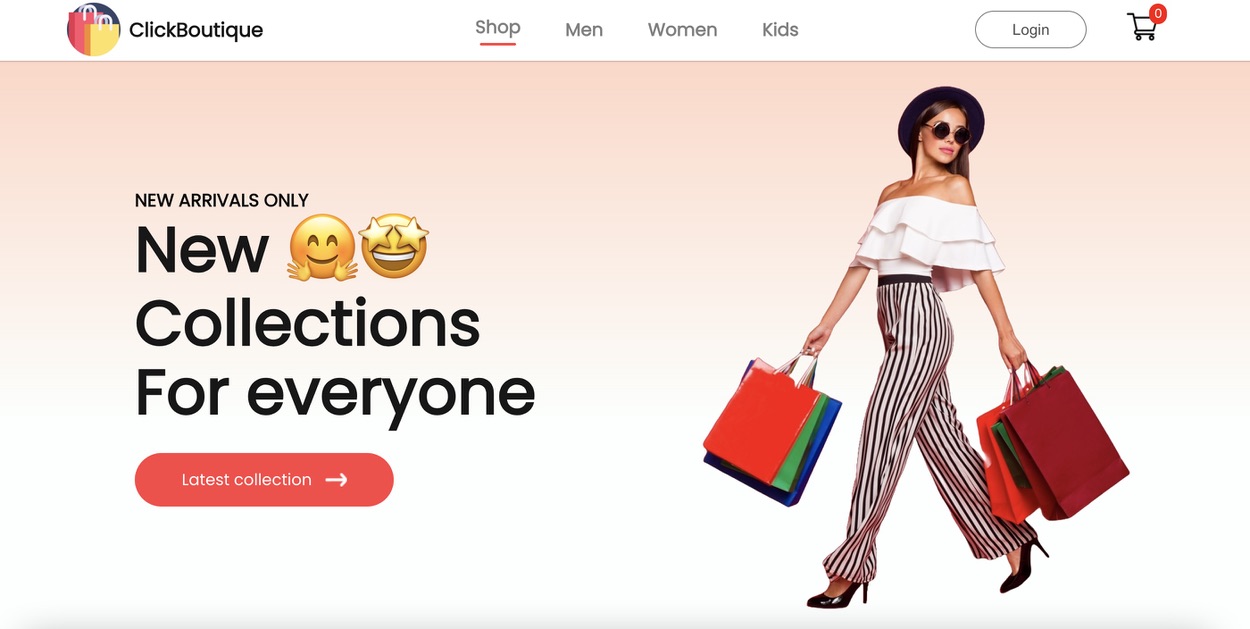 ClickBoutique
Shop
Men
Women
Kids
Login
0
NEW ARRIVALS ONLY
New 🤗🤩
Collections
For everyone
Latest collection →